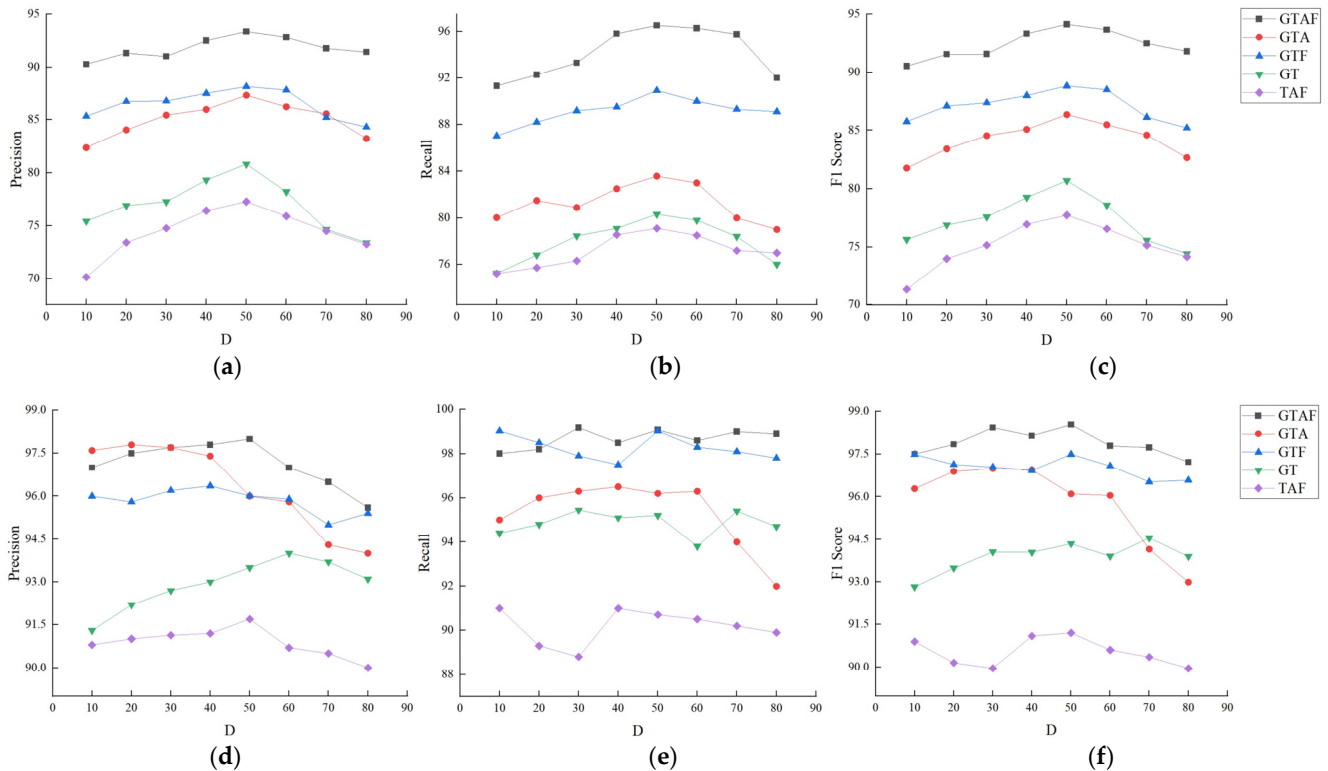 95
90
85
80
75
70
Precision
0 10 20 30 40 50 60 70 80 90
D
(a)
96
92
88
84
80
76
Recall
0 10 20 30 40 50 60 70 80 90
D
(b)
95
90
85
80
75
70
F1 Score
0 10 20 30 40 50 60 70 80 90
D
(c)
GTAF
GTA
GTF
GT
TAF
99.0
97.5
96.0
94.5
93.0
91.5
90.0
Precision
0 10 20 30 40 50 60 70 80 90
D
(d)
100
98
96
94
92
90
88
Recall
0 10 20 30 40 50 60 70 80 90
D
(e)
99.0
97.5
96.0
94.5
93.0
91.5
90.0
F1 Score
0 10 20 30 40 50 60 70 80 90
D
(f)
GTAF
GTA
GTF
GT
TAF